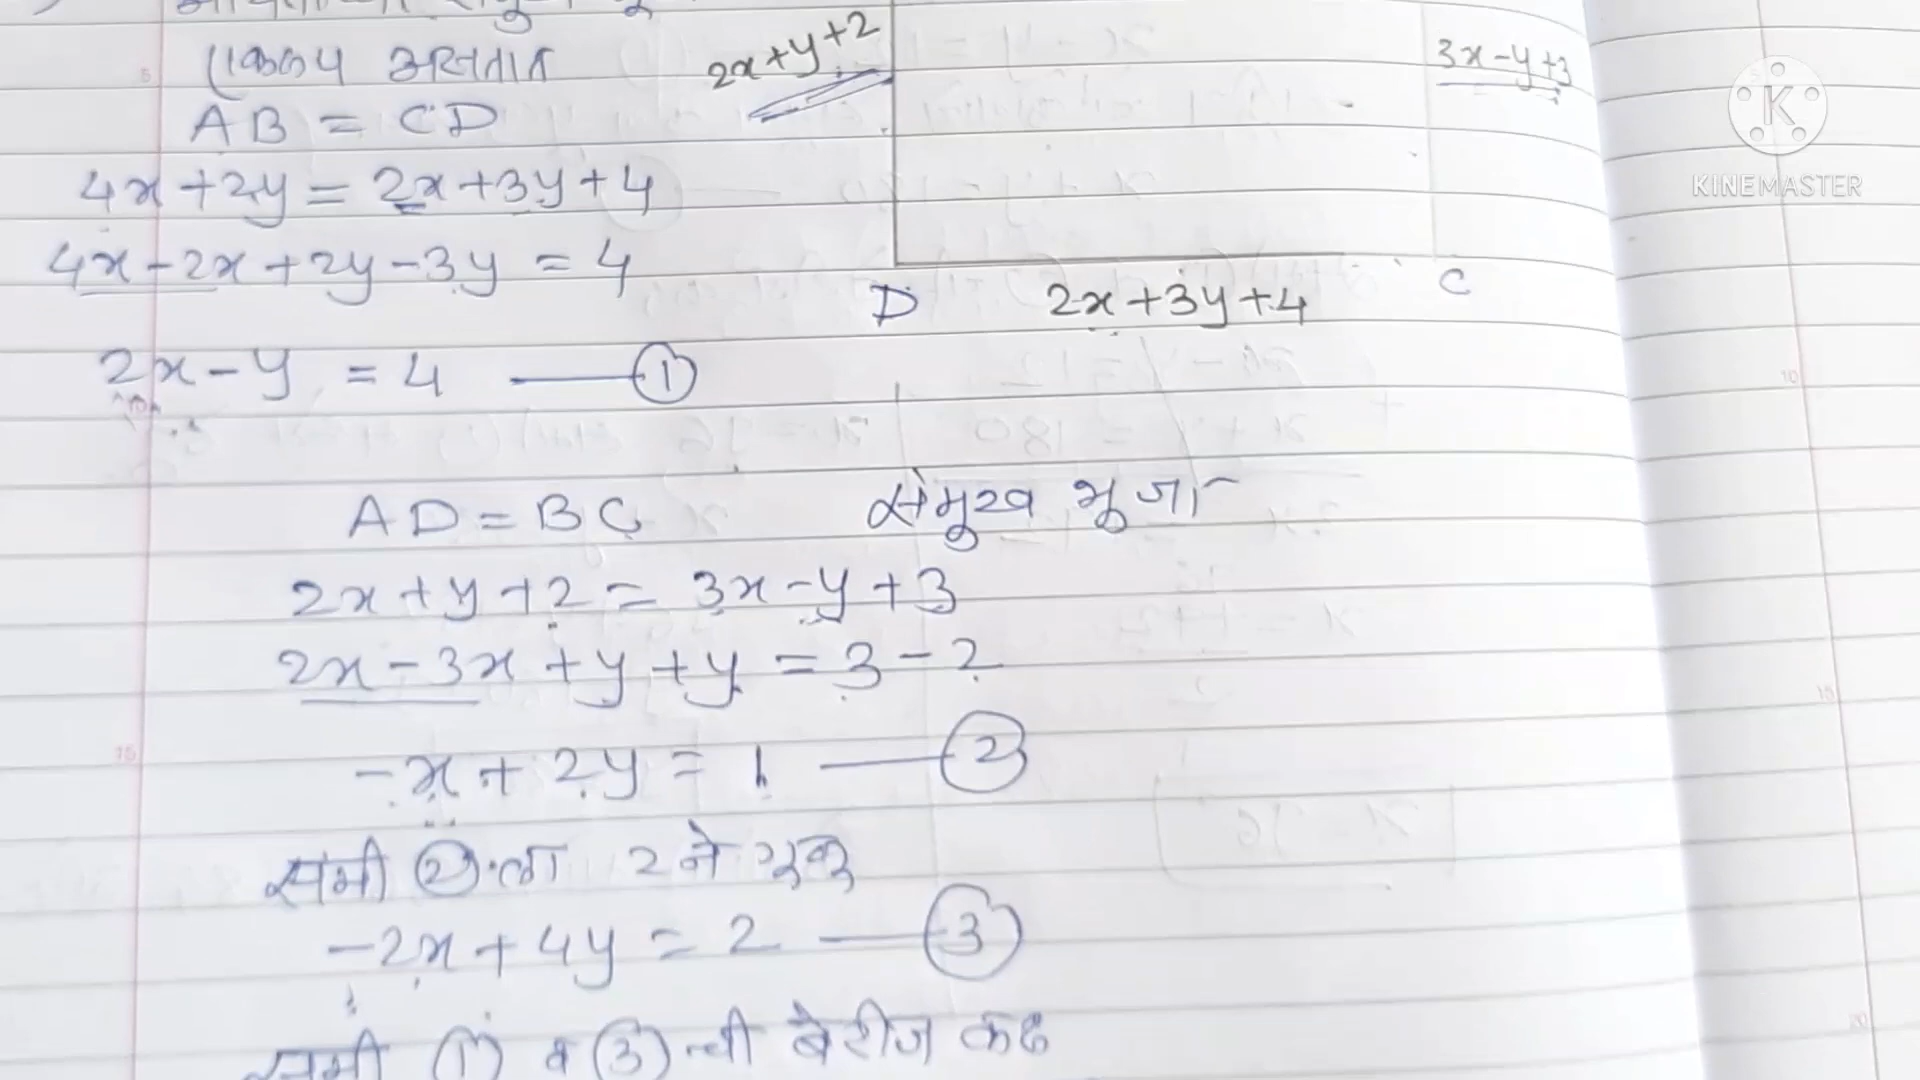 2x+y+2
3x-y+3
AB = CD
4x+2y = 2x+3y+4
4x-2x+2y-3y = 4
D 2x+3y+4 C
2x-y = 4 ——①
AD = BC संमुख भुजा
2x+y+2 = 3x-y+3
2x-3x+y+y = 3-2
-x+2y = 1 ——②
समी ② ला 2 ने गुणू
-2x+4y = 2 ——③
समी ① व ③ ची बेरीज करू
KINEMASTER